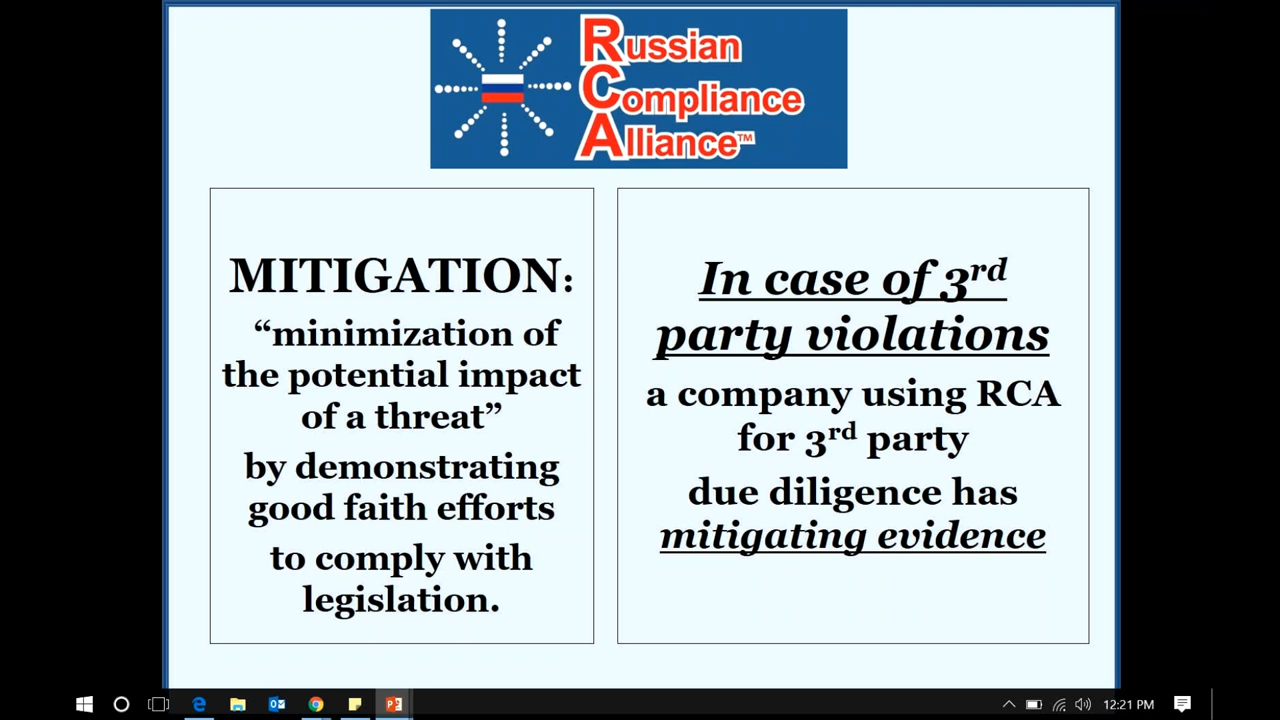 Russian
Compliance
Alliance™
MITIGATION:
“minimization of
the potential impact
of a threat”
by demonstrating
good faith efforts
to comply with
legislation.
In case of 3rd
party violations
a company using RCA
for 3rd party
due diligence has
mitigating evidence
12:21 PM